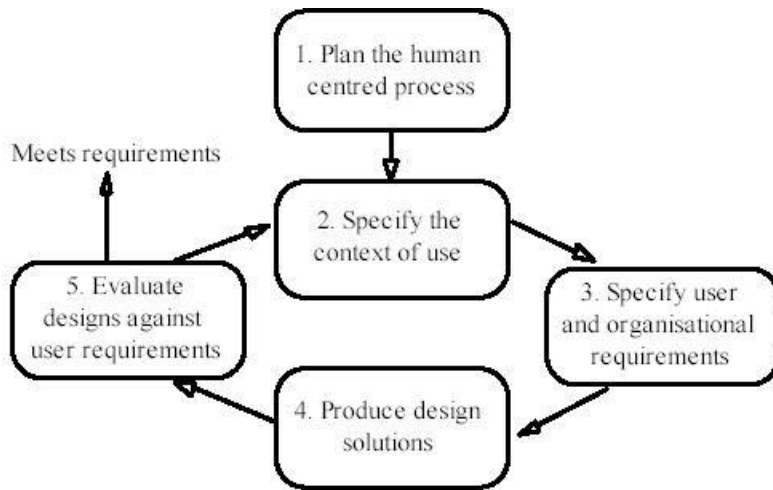 1. Plan the human
centred process
Meets requirements
2. Specify the
context of use
3. Specify user
and organisational
requirements
4. Produce design
solutions
5. Evaluate
designs against
user requirements